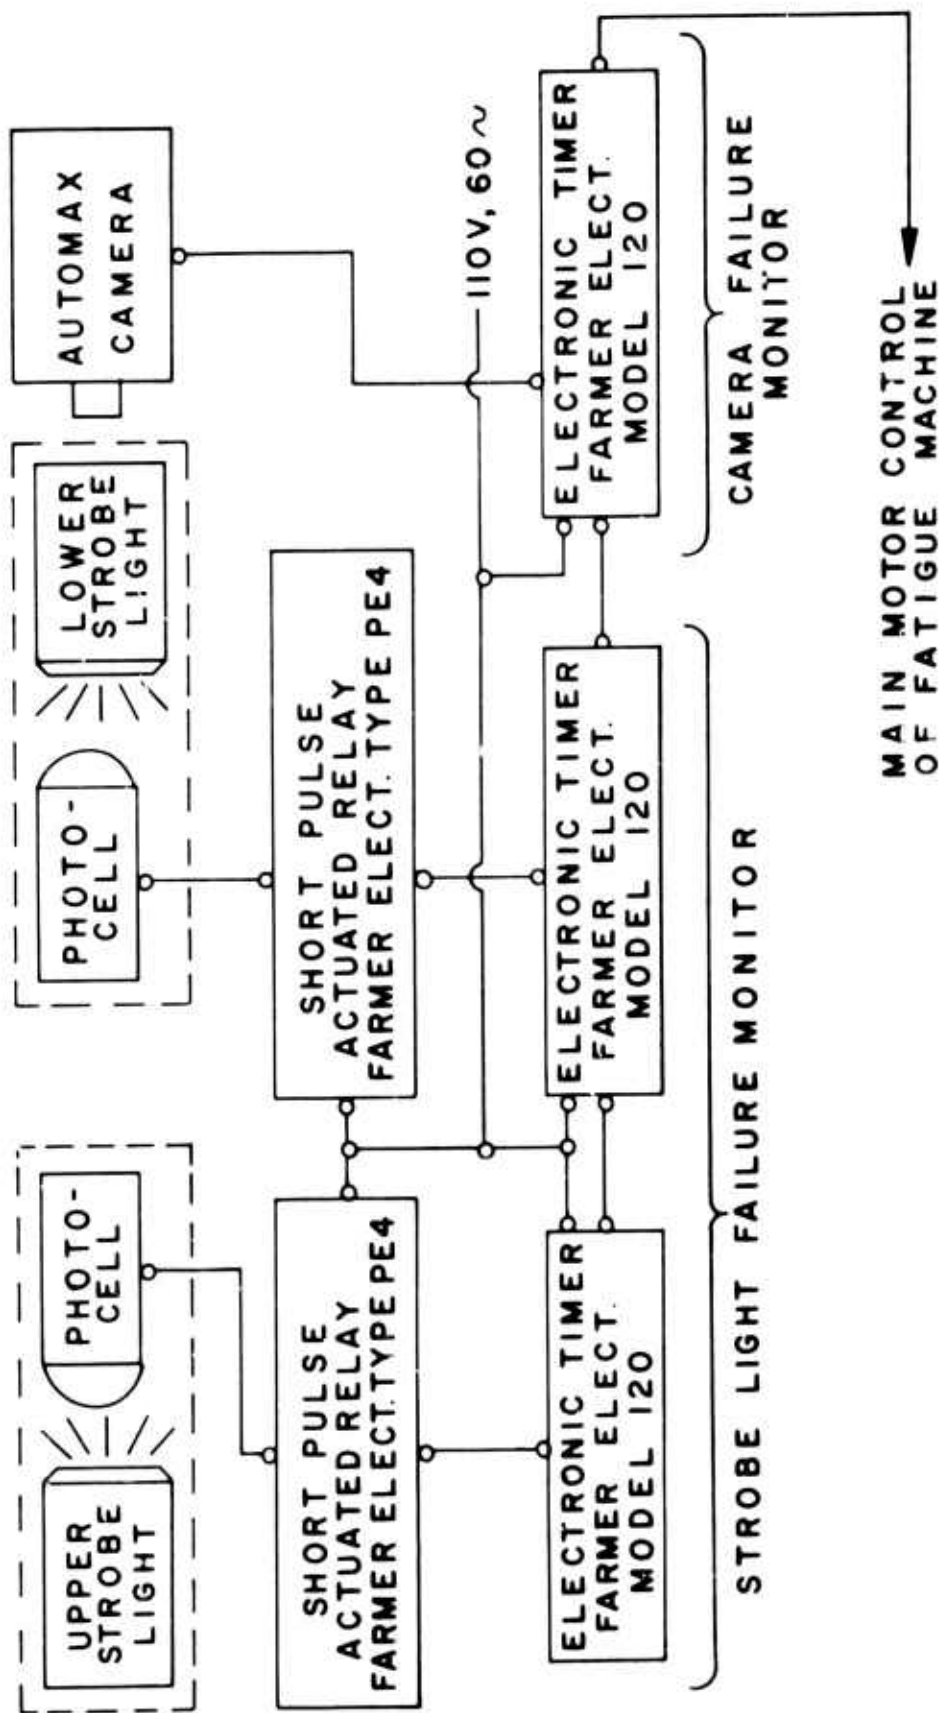 UPPER
STROBE
LIGHT
PHOTO-
CELL
PHOTO-
CELL
LOWER
STROBE
LIGHT
AUTOMAX
CAMERA
SHORT PULSE
ACTUATED RELAY
FARMER ELECT. TYPE PE4
SHORT PULSE
ACTUATED RELAY
FARMER ELECT. TYPE PE4
110V, 60~
ELECTRONIC TIMER
FARMER ELECT.
MODEL 120
ELECTRONIC TIMER
FARMER ELECT.
MODEL 120
ELECTRONIC TIMER
FARMER ELECT.
MODEL 120
STROBE LIGHT FAILURE MONITOR
CAMERA FAILURE
MONITOR
MAIN MOTOR CONTROL
OF FATIGUE MACHINE